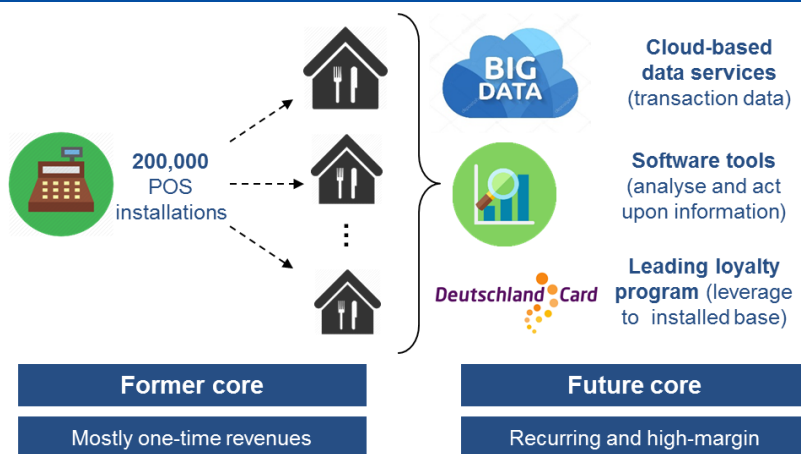 200,000
POS
installations
BIG
DATA
Cloud-based
data services
(transaction data)
Software tools
(analyse and act
upon information)
Deutschland Card
Leading loyalty
program (leverage
to installed base)
Former core
Mostly one-time revenues
Future core
Recurring and high-margin